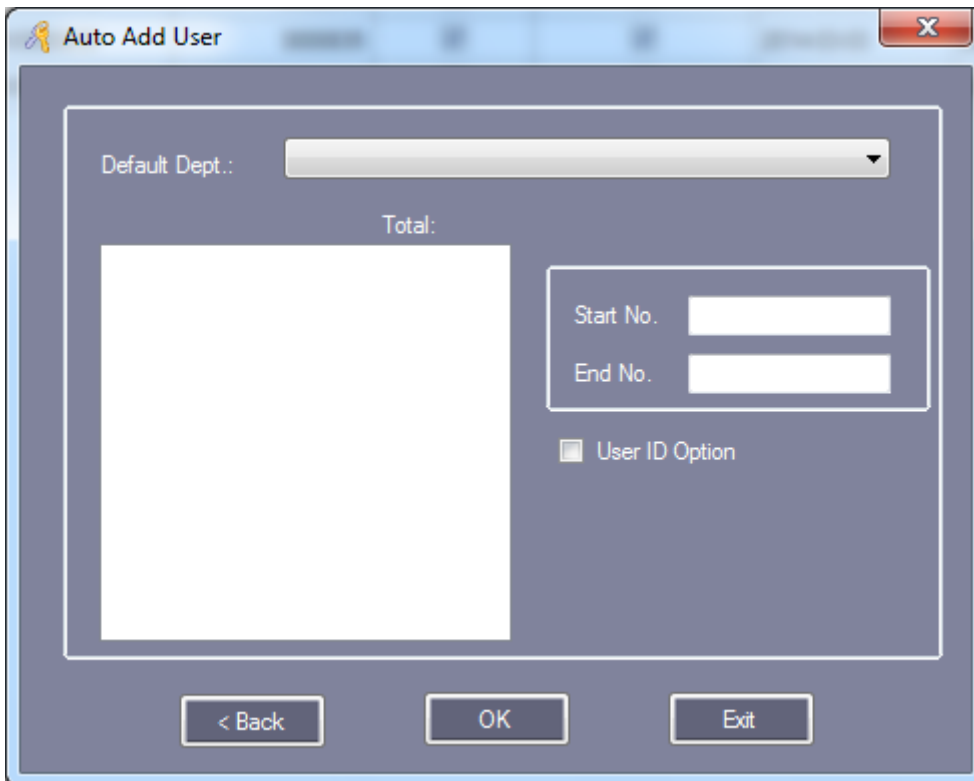 Auto Add User
Default Dept.:
Total:
Start No.
End No.
User ID Option
< Back
OK
Exit